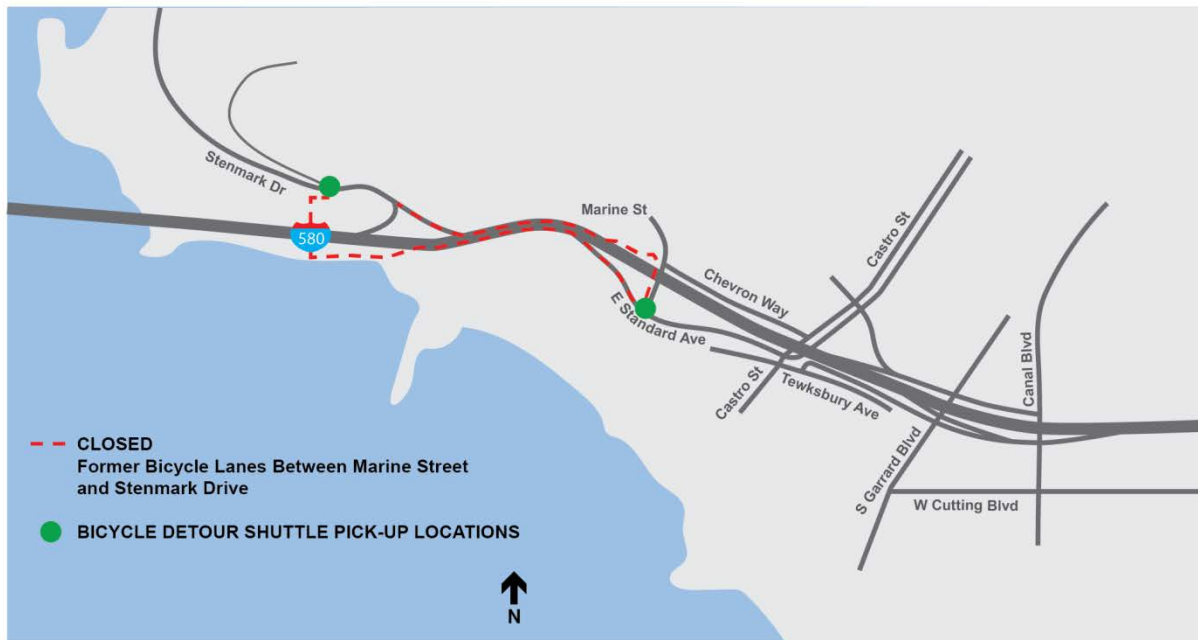 Stenmark Dr
580
Marine St
Castro St
Chevron Way
E Standard Ave
Castro St
Tewksbury Ave
Canal Blvd
S Garrard Blvd
W Cutting Blvd
CLOSED
Former Bicycle Lanes Between Marine Street
and Stenmark Drive
BICYCLE DETOUR SHUTTLE PICK-UP LOCATIONS
N